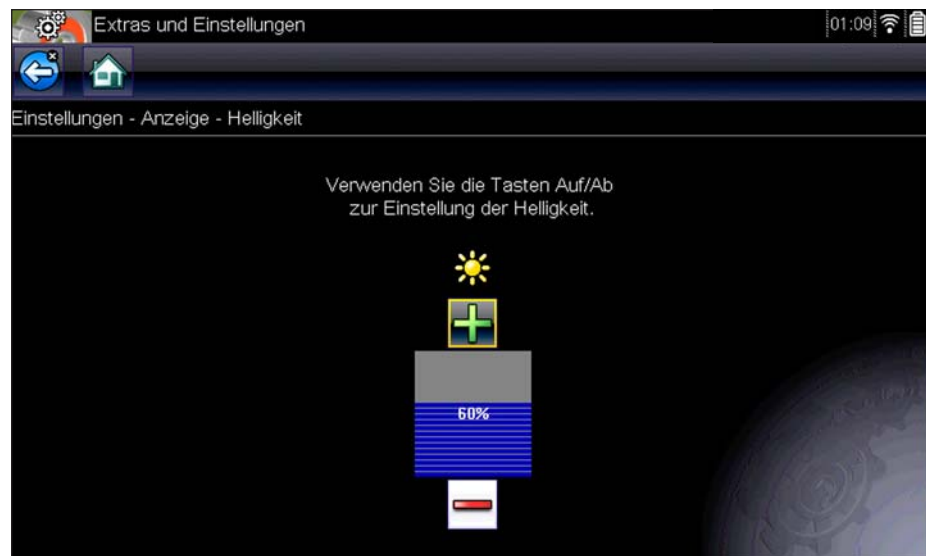 Extras und Einstellungen
01:09
Einstellungen - Anzeige - Helligkeit
Verwenden Sie die Tasten Auf/Ab
zur Einstellung der Helligkeit.
60%